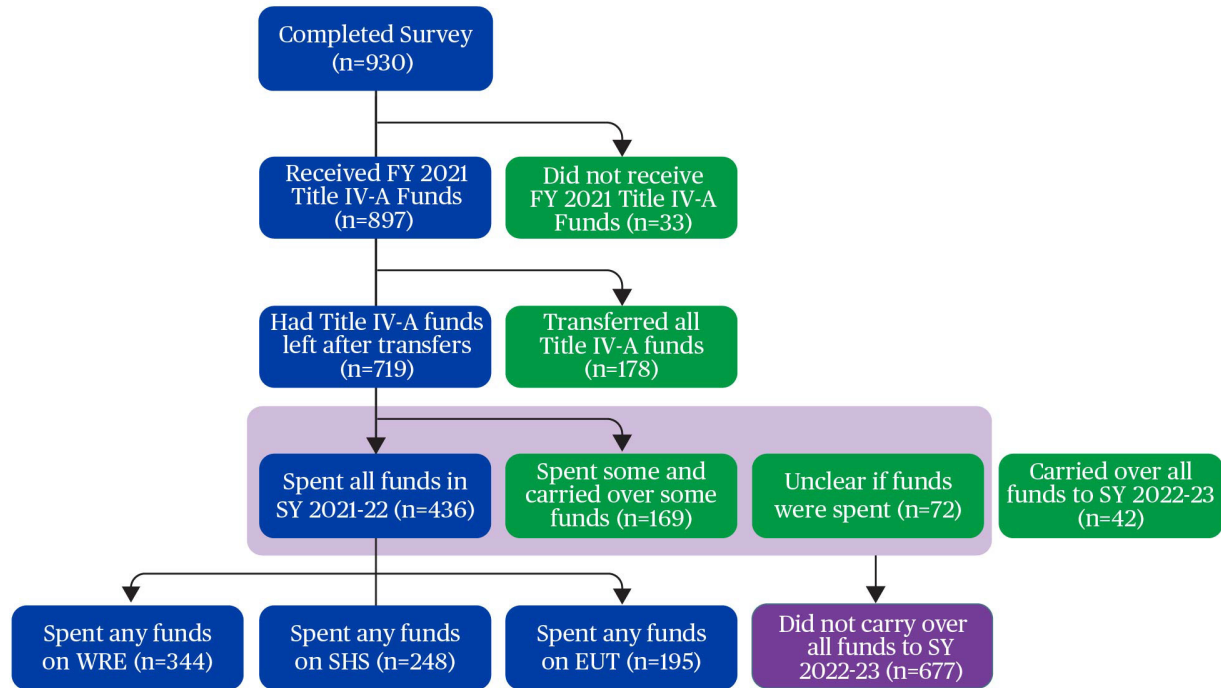 Completed Survey
(n=930)
Received FY 2021
Title IV-A Funds
(n=897)
Did not receive
FY 2021 Title IV-A
Funds (n=33)
Had Title IV-A funds
left after transfers
(n=719)
Transferred all
Title IV-A funds
(n=178)
Spent all funds in
SY 2021-22 (n=436)
Spent some and
carried over some
funds (n=169)
Unclear if funds
were spent (n=72)
Carried over all
funds to SY 2022-23
(n=42)
Spent any funds
on WRE (n=344)
Spent any funds
on SHS (n=248)
Spent any funds
on EUT (n=195)
Did not carry over
all funds to SY
2022-23 (n=677)